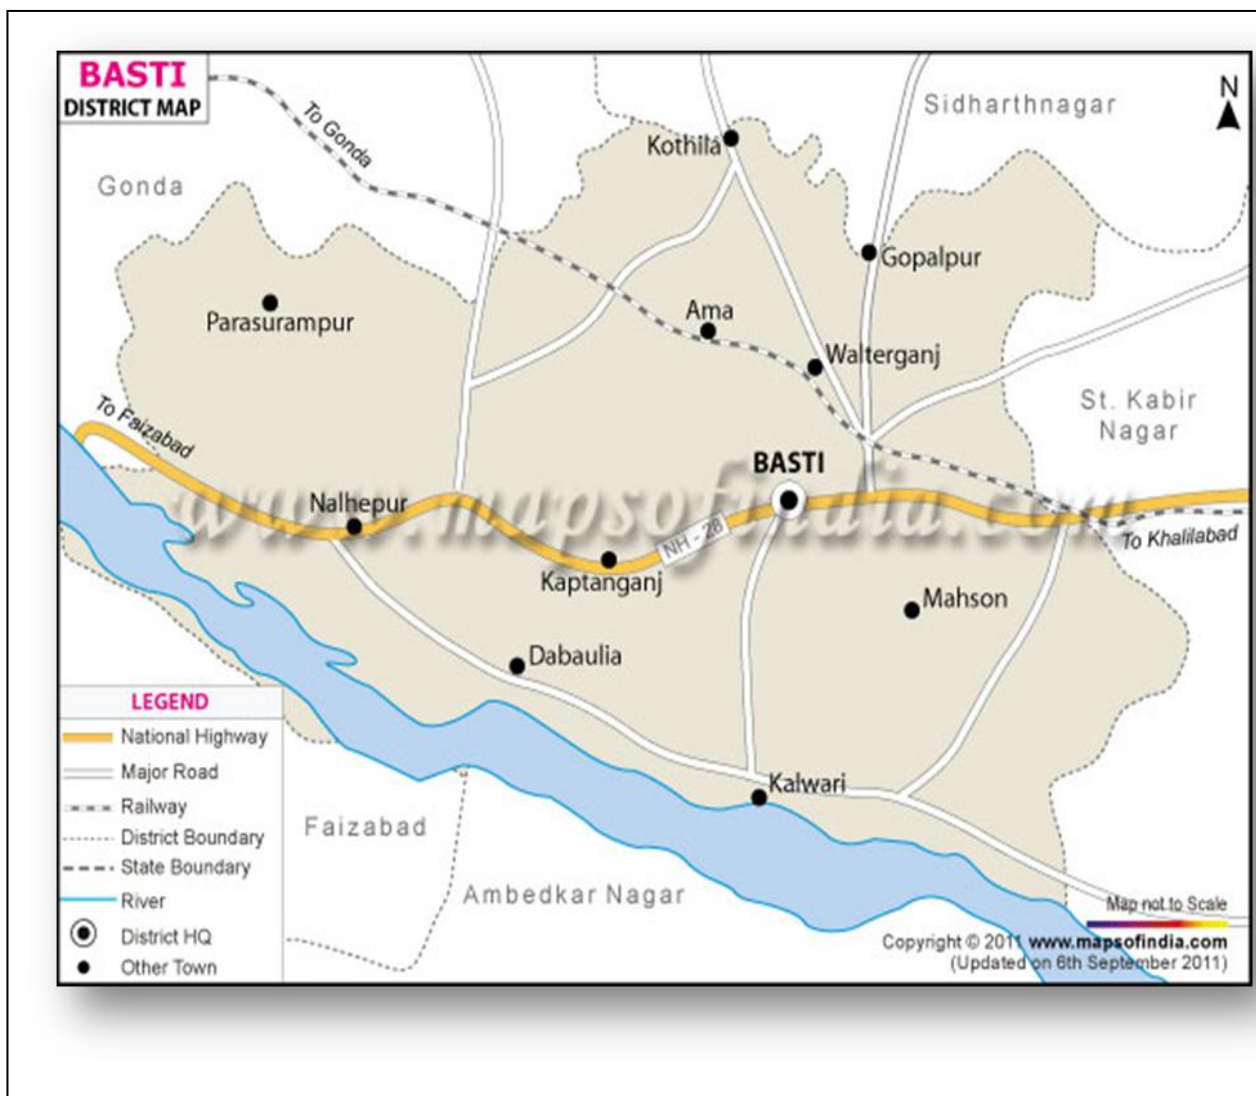 BASTI
DISTRICT MAP
N
Sidharthnagar
To Gonda
Kothila
Gonda
Gopalpur
Ama
Parasurampur
Walterganj
To Faizabad
St. Kabir
Nagar
BASTI
Nalhepur
www.mapsofindia.com
NH - 28
To Khalilabad
Kaptanganj
Mahson
Dabaulia
LEGEND
National Highway
Major Road
Railway
District Boundary
State Boundary
River
District HQ
Other Town
Kalwari
Faizabad
Ambedkar Nagar
Map not to Scale
Copyright © 2011 www.mapsofindia.com
(Updated on 6th September 2011)